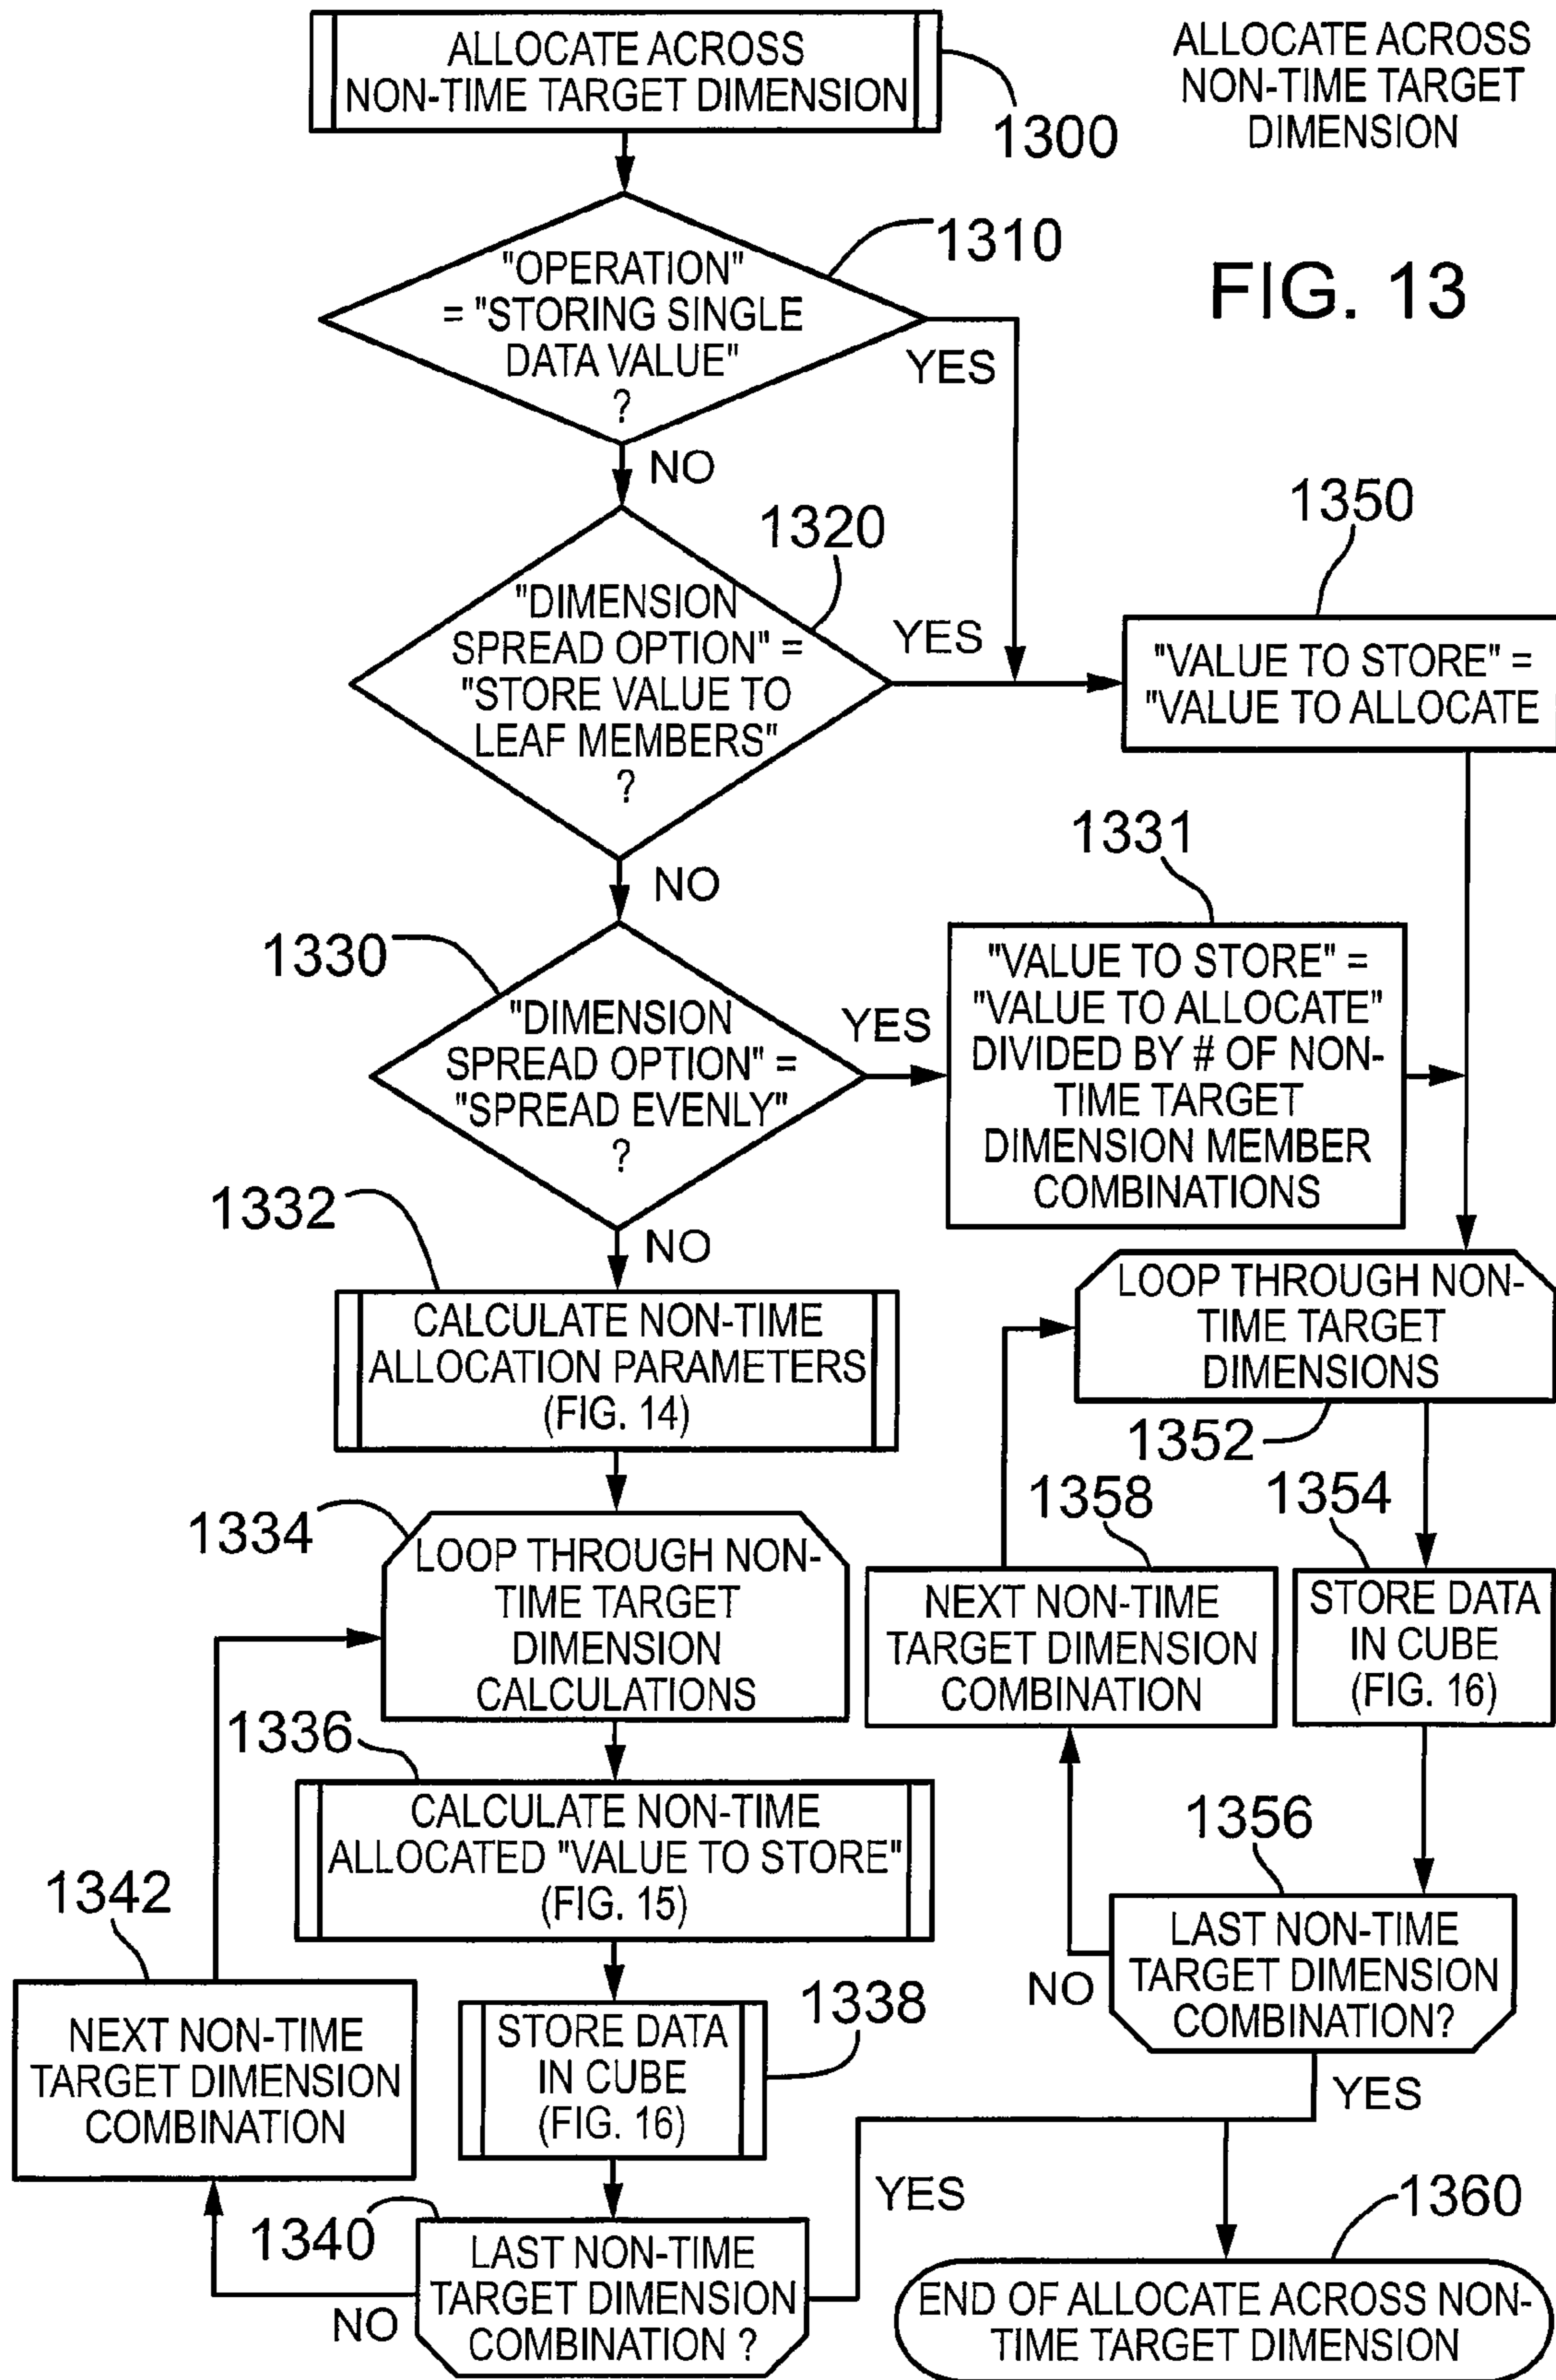 ALLOCATE ACROSS
NON-TIME TARGET DIMENSION
1300
ALLOCATE ACROSS
NON-TIME TARGET
DIMENSION
FIG. 13
"OPERATION"
= "STORING SINGLE
DATA VALUE"
?
1310
YES
NO
"DIMENSION
SPREAD OPTION" =
"STORE VALUE TO
LEAF MEMBERS"
?
1320
YES
1350
"VALUE TO STORE" =
"VALUE TO ALLOCATE
NO
1330
"DIMENSION
SPREAD OPTION" =
"SPREAD EVENLY"
?
YES
1331
"VALUE TO STORE" =
"VALUE TO ALLOCATE"
DIVIDED BY # OF NON-
TIME TARGET
DIMENSION MEMBER
COMBINATIONS
NO
1332
CALCULATE NON-TIME
ALLOCATION PARAMETERS
(FIG. 14)
LOOP THROUGH NON-
TIME TARGET
DIMENSIONS
1352
1334
LOOP THROUGH NON-
TIME TARGET
DIMENSION
CALCULATIONS
1358
NEXT NON-TIME
TARGET DIMENSION
COMBINATION
1354
STORE DATA
IN CUBE
(FIG. 16)
1336
CALCULATE NON-TIME
ALLOCATED "VALUE TO STORE"
(FIG. 15)
1356
LAST NON-TIME
TARGET DIMENSION
COMBINATION?
NO
YES
1342
NEXT NON-TIME
TARGET DIMENSION
COMBINATION
1338
STORE DATA
IN CUBE
(FIG. 16)
1340
LAST NON-TIME
TARGET DIMENSION
COMBINATION ?
NO
YES
1360
END OF ALLOCATE ACROSS NON-
TIME TARGET DIMENSION